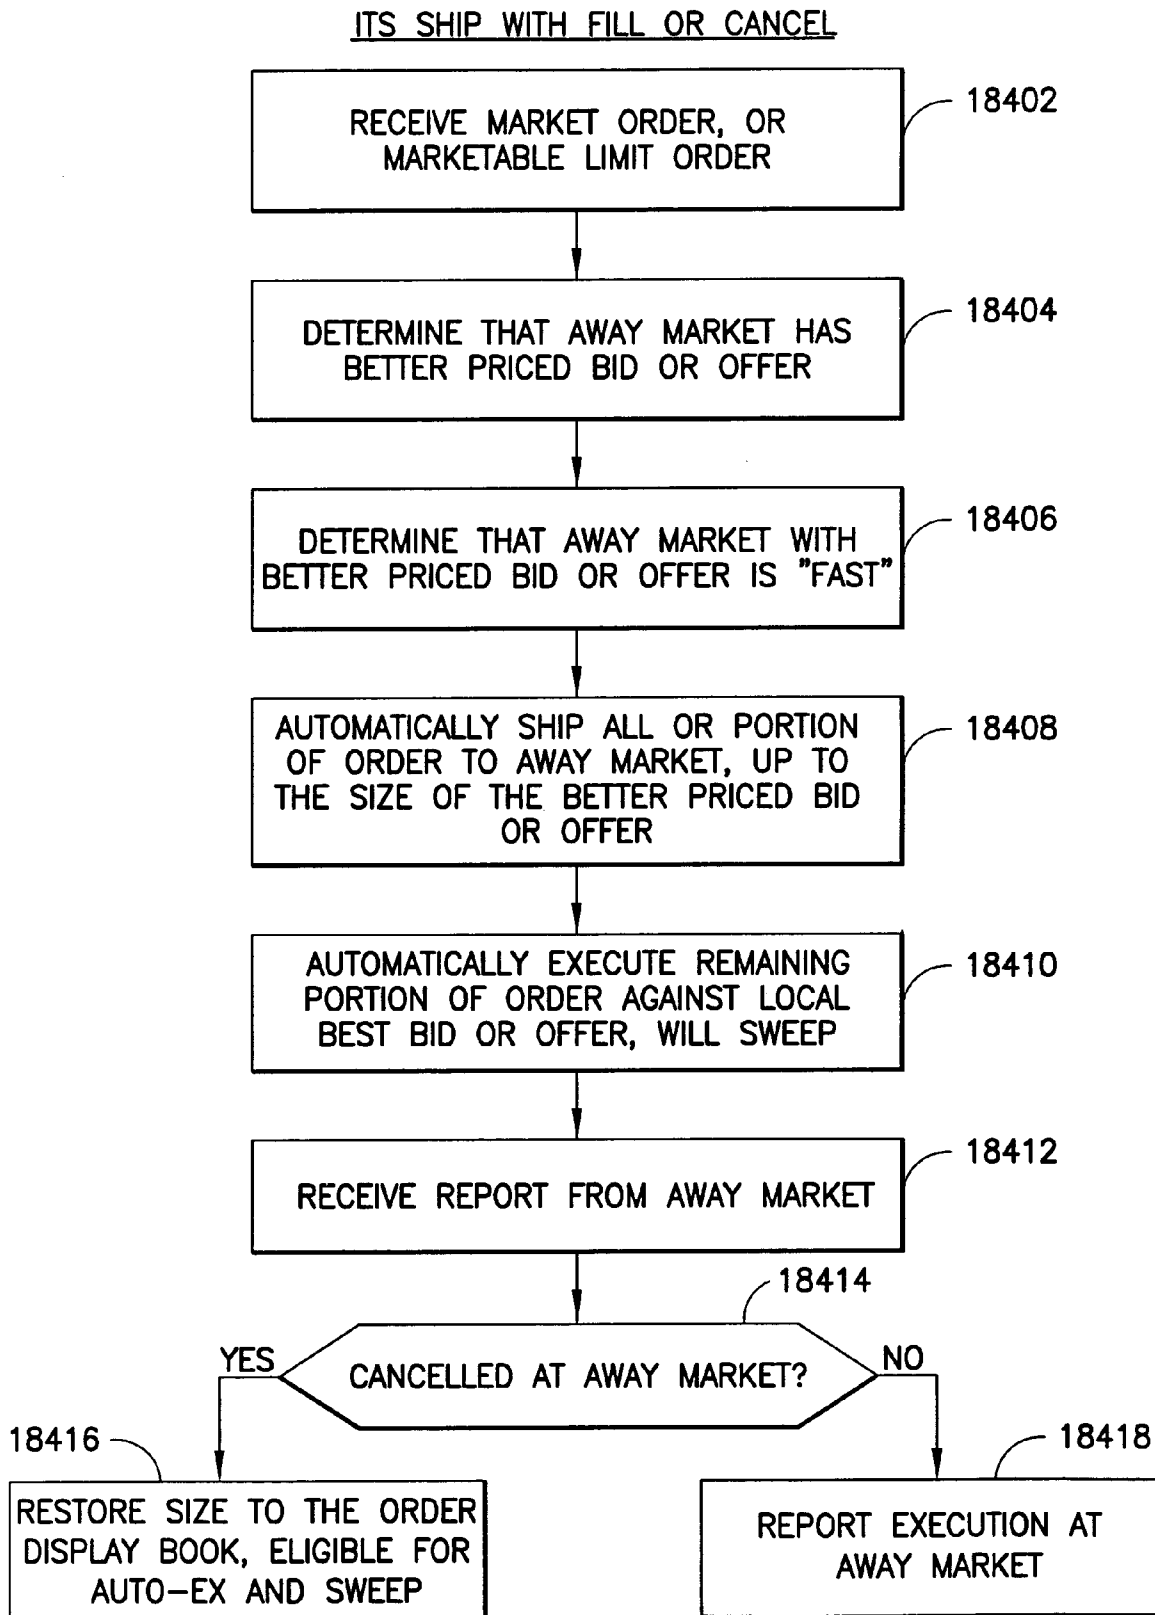 ITS SHIP WITH FILL OR CANCEL
RECEIVE MARKET ORDER, OR
MARKETABLE LIMIT ORDER
18402
DETERMINE THAT AWAY MARKET HAS
BETTER PRICED BID OR OFFER
18404
DETERMINE THAT AWAY MARKET WITH
BETTER PRICED BID OR OFFER IS "FAST"
18406
AUTOMATICALLY SHIP ALL OR PORTION
OF ORDER TO AWAY MARKET, UP TO
THE SIZE OF THE BETTER PRICED BID
OR OFFER
18408
AUTOMATICALLY EXECUTE REMAINING
PORTION OF ORDER AGAINST LOCAL
BEST BID OR OFFER, WILL SWEEP
18410
RECEIVE REPORT FROM AWAY MARKET
18412
18414
CANCELLED AT AWAY MARKET?
YES
NO
18416
RESTORE SIZE TO THE ORDER
DISPLAY BOOK, ELIGIBLE FOR
AUTO-EX AND SWEEP
18418
REPORT EXECUTION AT
AWAY MARKET